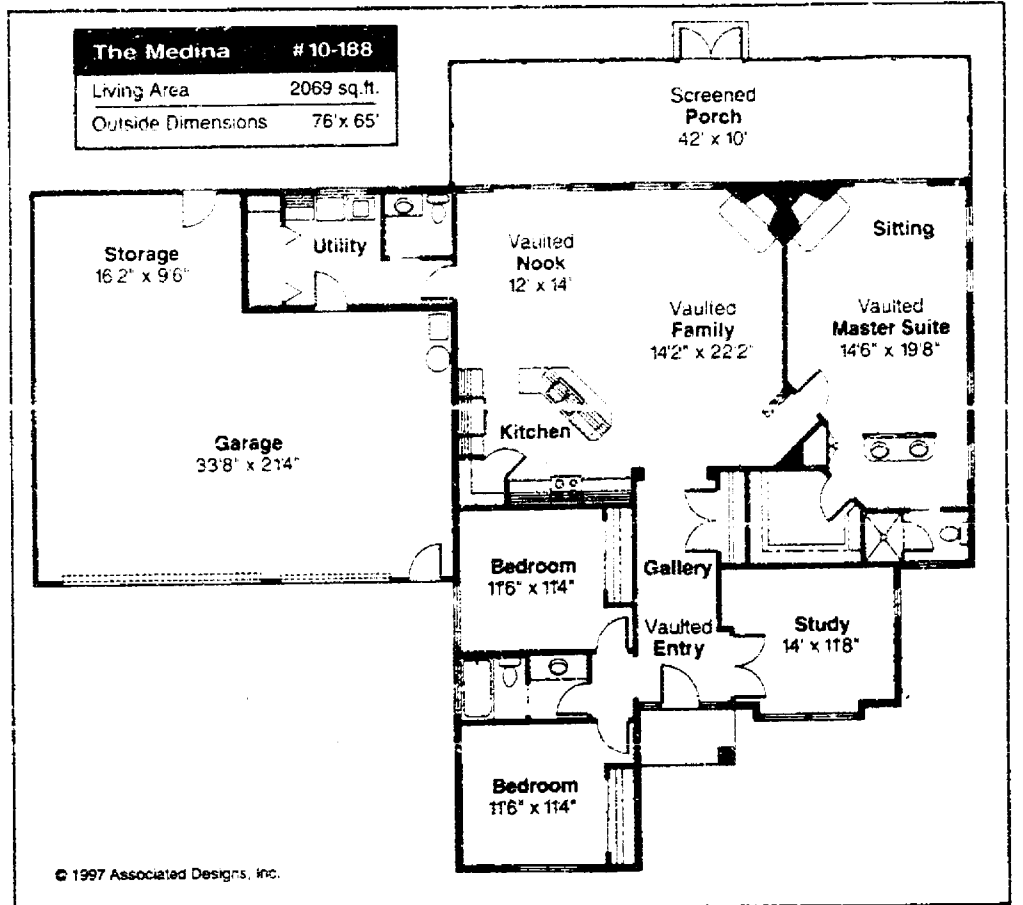 The Medina #10-188
Living Area 2069 sq.ft.
Outside Dimensions 76' x 65'
Screened
Porch
42' x 10'
Storage
16'2" x 9'6"
Utility
Vaulted
Nook
12' x 14'
Sitting
Vaulted
Family
14'2" x 22'2"
Vaulted
Master Suite
14'6" x 19'8"
Kitchen
Garage
33'8" x 21'4"
Bedroom
11'6" x 11'4"
Gallery
Vaulted
Entry
Study
14' x 11'8"
Bedroom
11'6" x 11'4"
© 1997 Associated Designs, Inc.